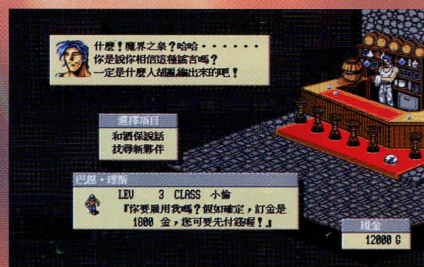 什麼！魔界之泉？哈哈・・・・・・
你是說你相信這種謠言嗎？
一定是什麼人胡亂編出來的吧！
選擇項目
和酒保說話
找尋新夥伴
LEV 3 CLASS 小偷
『你要雇用我嗎？假如確定，訂金是
1800 金，您可要先付錢喔！』
現金
12000 G